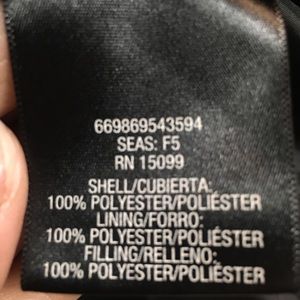 669869543594
SEAS: F5
RN 15099
SHELL/CUBIERTA:
100% POLYESTER/POLIÉSTER
LINING/FORRO:
100% POLYESTER/POLIÉSTER
FILLING/RELLENO:
100% POLYESTER/POLIÉSTER